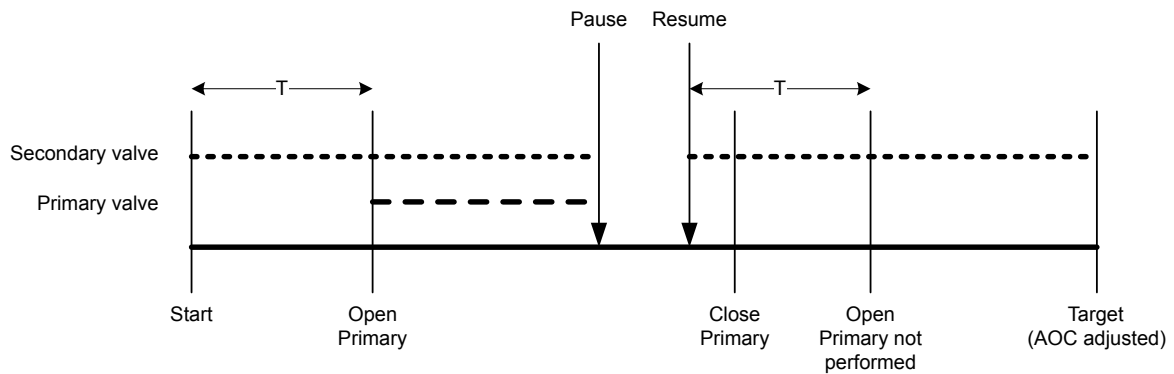 Pause
Resume
T
T
Secondary valve
Primary valve
Start
Open
Primary
Close
Primary
Open
Primary not
performed
Target
(AOC adjusted)